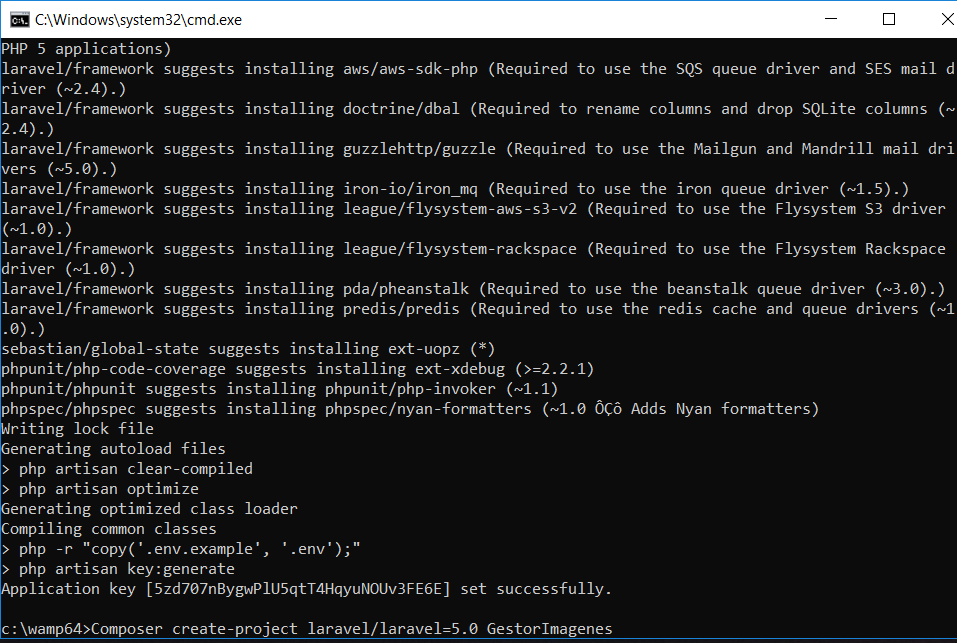 C:\Windows\system32\cmd.exe
PHP 5 applications)
laravel/framework suggests installing aws/aws-sdk-php (Required to use the SQS queue driver and SES mail d
river (~2.4).)
laravel/framework suggests installing doctrine/dbal (Required to rename columns and drop SQLite columns (~
2.4).)
laravel/framework suggests installing guzzlehttp/guzzle (Required to use the Mailgun and Mandrill mail dri
vers (~5.0).)
laravel/framework suggests installing iron-io/iron_mq (Required to use the iron queue driver (~1.5).)
laravel/framework suggests installing league/flysystem-aws-s3-v2 (Required to use the Flysystem S3 driver
(~1.0).)
laravel/framework suggests installing league/flysystem-rackspace (Required to use the Flysystem Rackspace
driver (~1.0).)
laravel/framework suggests installing pda/pheanstalk (Required to use the beanstalk queue driver (~3.0).)
laravel/framework suggests installing predis/predis (Required to use the redis cache and queue drivers (~1
.0).)
sebastian/global-state suggests installing ext-uopz (*)
phpunit/php-code-coverage suggests installing ext-xdebug (>=2.2.1)
phpunit/phpunit suggests installing phpunit/php-invoker (~1.1)
phpspec/phpspec suggests installing phpspec/nyan-formatters (~1.0 ÔÇô Adds Nyan formatters)
Writing lock file
Generating autoload files
> php artisan clear-compiled
> php artisan optimize
Generating optimized class loader
Compiling common classes
> php -r "copy('.env.example', '.env');"
> php artisan key:generate
Application key [5zd707nBygwPlU5qtT4HqyuNOUv3FE6E] set successfully.
c:\wamp64>Composer create-project laravel/laravel=5.0 GestorImagenes